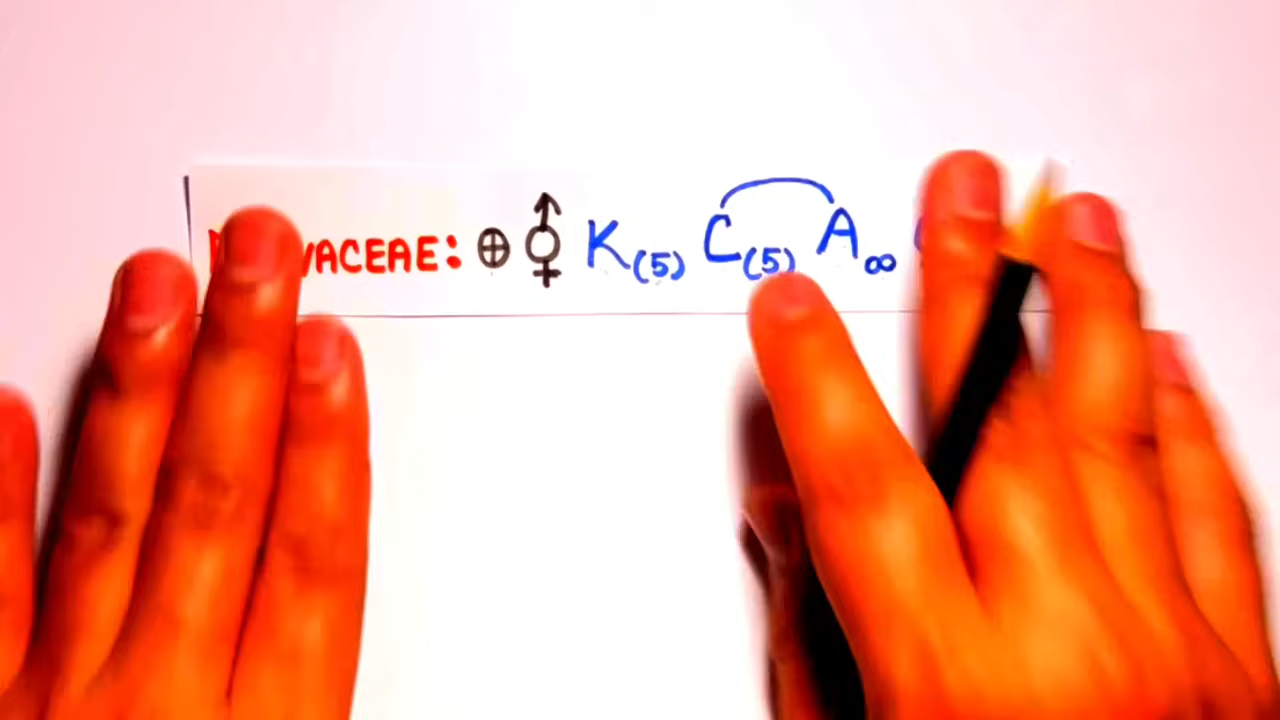 VACEAE: ⊕ ⚥ K(5) C(5) A∞